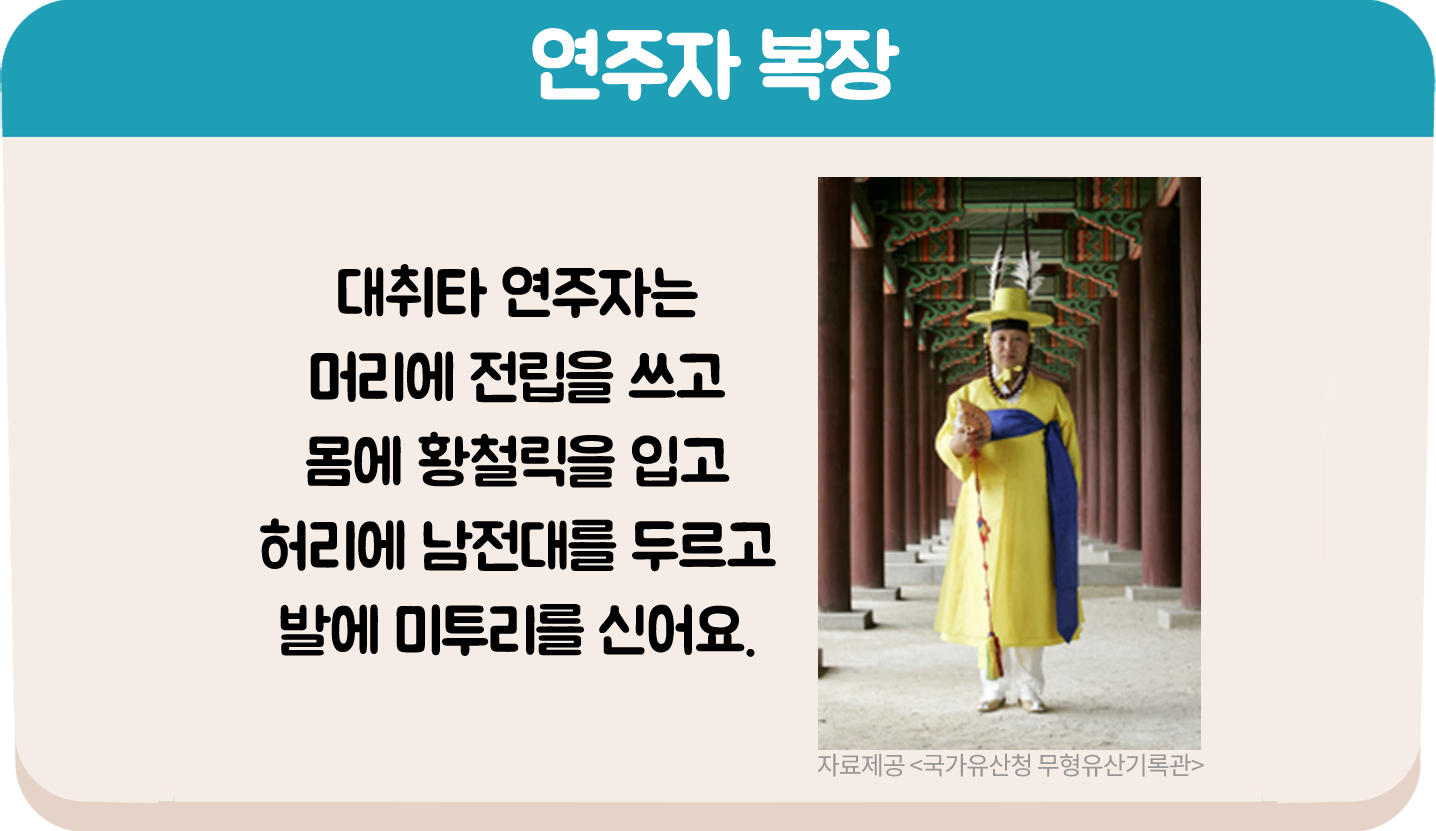 연주자 복장
대취타 연주자는
머리에 전립을 쓰고
몸에 황철릭을 입고
허리에 남전대를 두르고
발에 미투리를 신어요.
자료제공 <국가유산청 무형유산기록관>